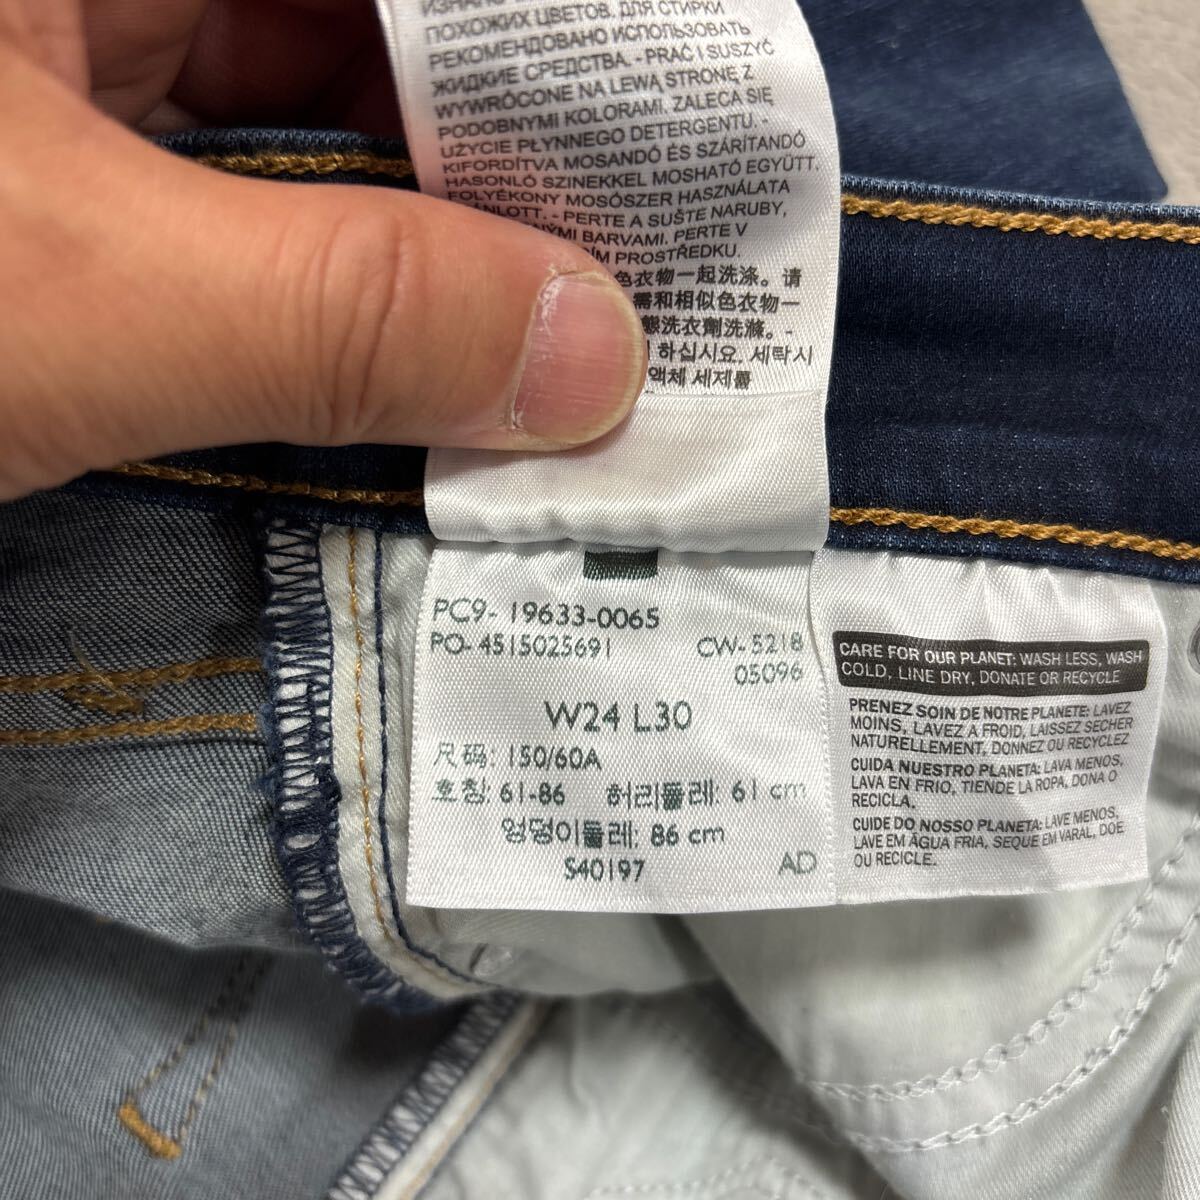 ПОХОЖИХ ЦВЕТОВ. ДЛЯ СТИРКИ
РЕКОМЕНДОВАНО ИСПОЛЬЗОВАТЬ
ЖИДКИЕ СРЕДСТВА. - PRAĆ I SUSZYĆ
WYWRÓCONE NA LEWĄ STRONĘ Z
PODOBNYMI KOLORAMI. ZALECA SIĘ
UŻYCIE PŁYNNEGO DETERGENTU. -
KIFORDÍTVA MOSANDÓ ÉS SZÁRÍTANDÓ
HASONLÓ SZINEKKEL MOSHATÓ EGYÜTT.
FOLYÉKONY MOSÓSZER HASZNÁLATA
- PERTE A SUŠTE NARUBY,
BARVAMI. PERTE V
PROSTŘEDKU.
色衣物一起洗涤。请
需和相似色衣物一
洗衣劑洗滌。-
하십시오. 세탁시
액체 세제를
PC9- 19633-0065
PO- 4515025691 CW- 5218
05096
W24 L30
尺码: 150/60A
호칭: 61-86 허리둘레: 61 cm
엉덩이둘레: 86 cm
S40197 AD
CARE FOR OUR PLANET: WASH LESS, WASH
COLD, LINE DRY, DONATE OR RECYCLE
PRENEZ SOIN DE NOTRE PLANETE: LAVEZ
MOINS, LAVEZ A FROID, LAISSEZ SECHER
NATURELLEMENT, DONNEZ OU RECYCLEZ
CUIDA NUESTRO PLANETA: LAVA MENOS,
LAVA EN FRIO, TIENDE LA ROPA, DONA O
RECICLA.
CUIDE DO NOSSO PLANETA: LAVE MENOS,
LAVE EM ÁGUA FRIA, SEQUE EM VARAL, DOE
OU RECICLE.